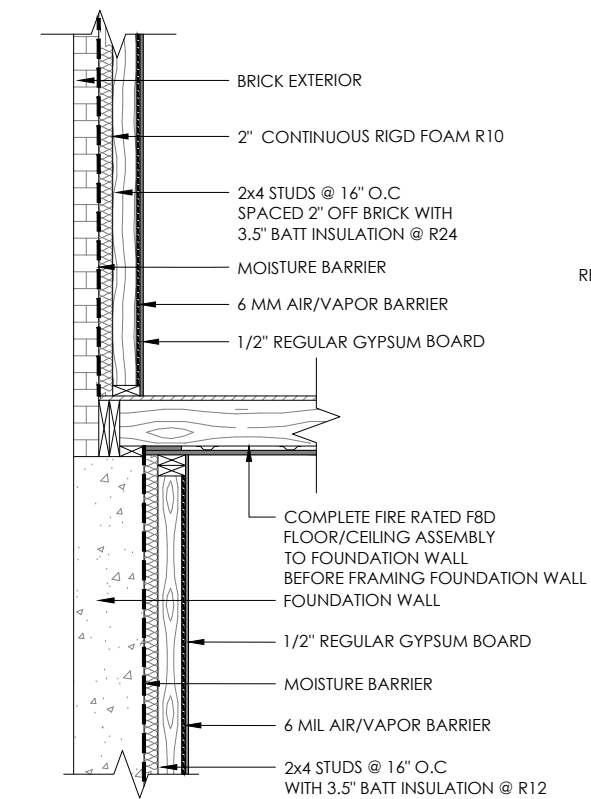 BRICK EXTERIOR
2" CONTINUOUS RIGD FOAM R10
2x4 STUDS @ 16" O.C
SPACED 2" OFF BRICK WITH
3.5" BATT INSULATION @ R24
MOISTURE BARRIER
RE
6 MM AIR/VAPOR BARRIER
1/2" REGULAR GYPSUM BOARD
COMPLETE FIRE RATED F8D
FLOOR/CEILING ASSEMBLY
TO FOUNDATION WALL
BEFORE FRAMING FOUNDATION WALL
FOUNDATION WALL
1/2" REGULAR GYPSUM BOARD
MOISTURE BARRIER
6 MIL AIR/VAPOR BARRIER
2x4 STUDS @ 16" O.C
WITH 3.5" BATT INSULATION @ R12